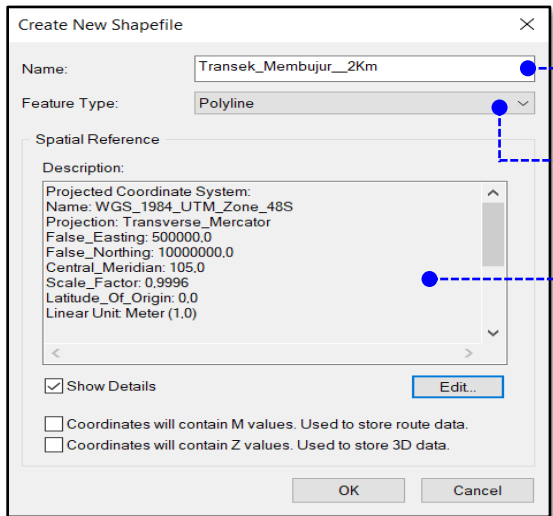 Create New Shapefile
Name: Transek_Membujur__2Km
Feature Type: Polyline
Spatial Reference
Description:
Projected Coordinate System:
Name: WGS_1984_UTM_Zone_48S
Projection: Transverse_Mercator
False_Easting: 500000,0
False_Northing: 10000000,0
Central_Meridian: 105,0
Scale_Factor: 0,9996
Latitude_Of_Origin: 0,0
Linear Unit: Meter (1,0)
Show Details Edit...
Coordinates will contain M values. Used to store route data.
Coordinates will contain Z values. Used to store 3D data.
OK Cancel